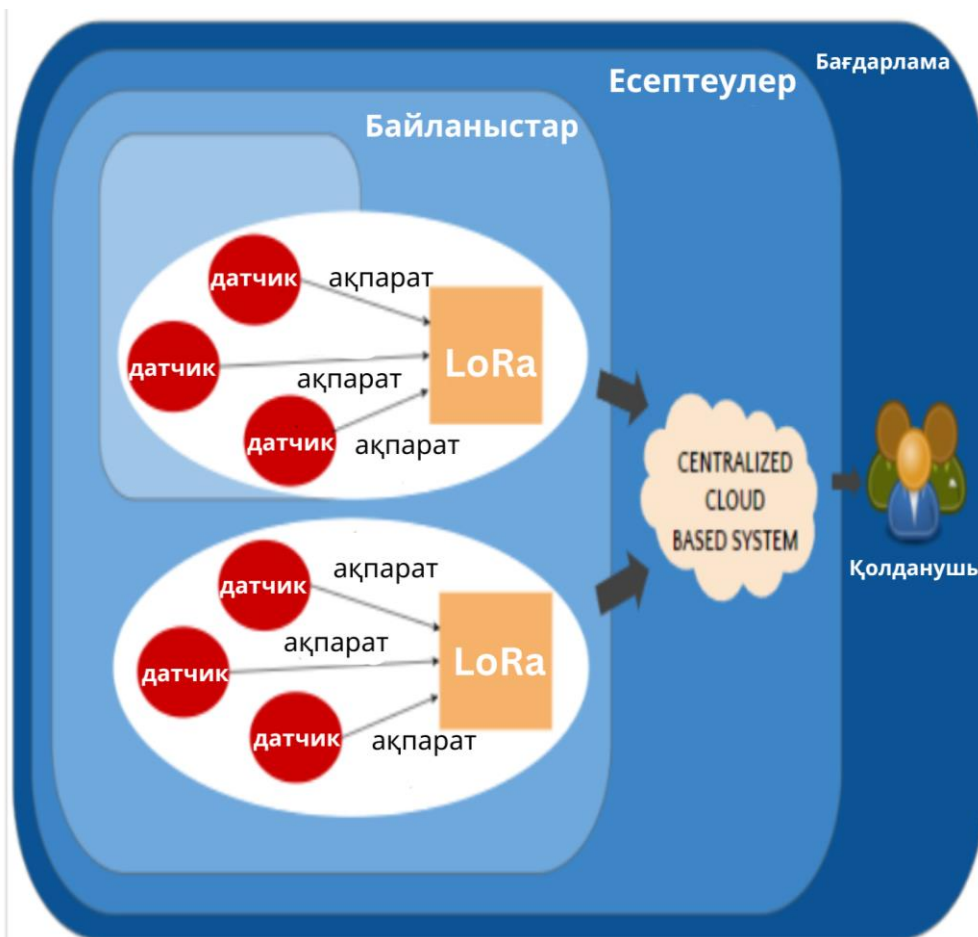 Бағдарлама
Есептеулер
Байланыстар
датчик
ақпарат
датчик
ақпарат
датчик
ақпарат
LoRa
CENTRALIZED
CLOUD
BASED SYSTEM
Қолданушы
датчик
ақпарат
датчик
ақпарат
датчик
ақпарат
LoRa